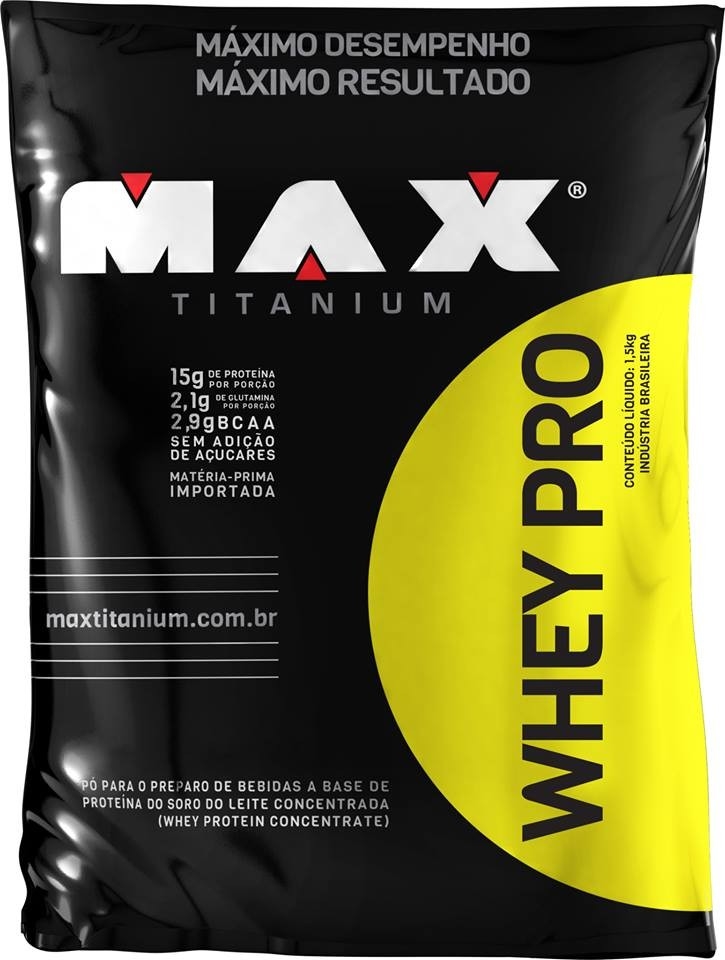 MÁXIMO DESEMPENHO
MÁXIMO RESULTADO
MAX®
TITANIUM
15g DE PROTEÍNA POR PORÇÃO
2,1g DE GLUTAMINA POR PORÇÃO
2,9g BCAA
SEM ADIÇÃO
DE AÇUCARES
MATÉRIA-PRIMA
IMPORTADA
WHEY PRO
CONTEÚDO LÍQUIDO: 1,5kg
INDÚSTRIA BRASILEIRA
maxtitanium.com.br
PÓ PARA O PREPARO DE BEBIDAS A BASE DE
PROTEÍNA DO SORO DO LEITE CONCENTRADA
(WHEY PROTEIN CONCENTRATE)